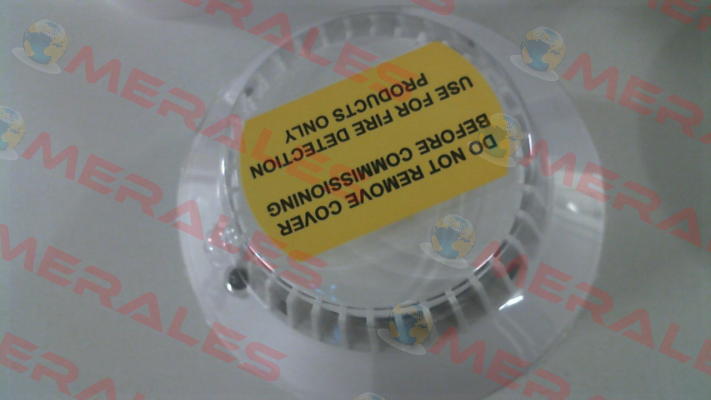 DO NOT REMOVE COVER
BEFORE COMMISSIONING
USE FOR FIRE DETECTION
PRODUCTS ONLY
MERALES
MERALES
MERALES
MERALES
MERALES
MERALES